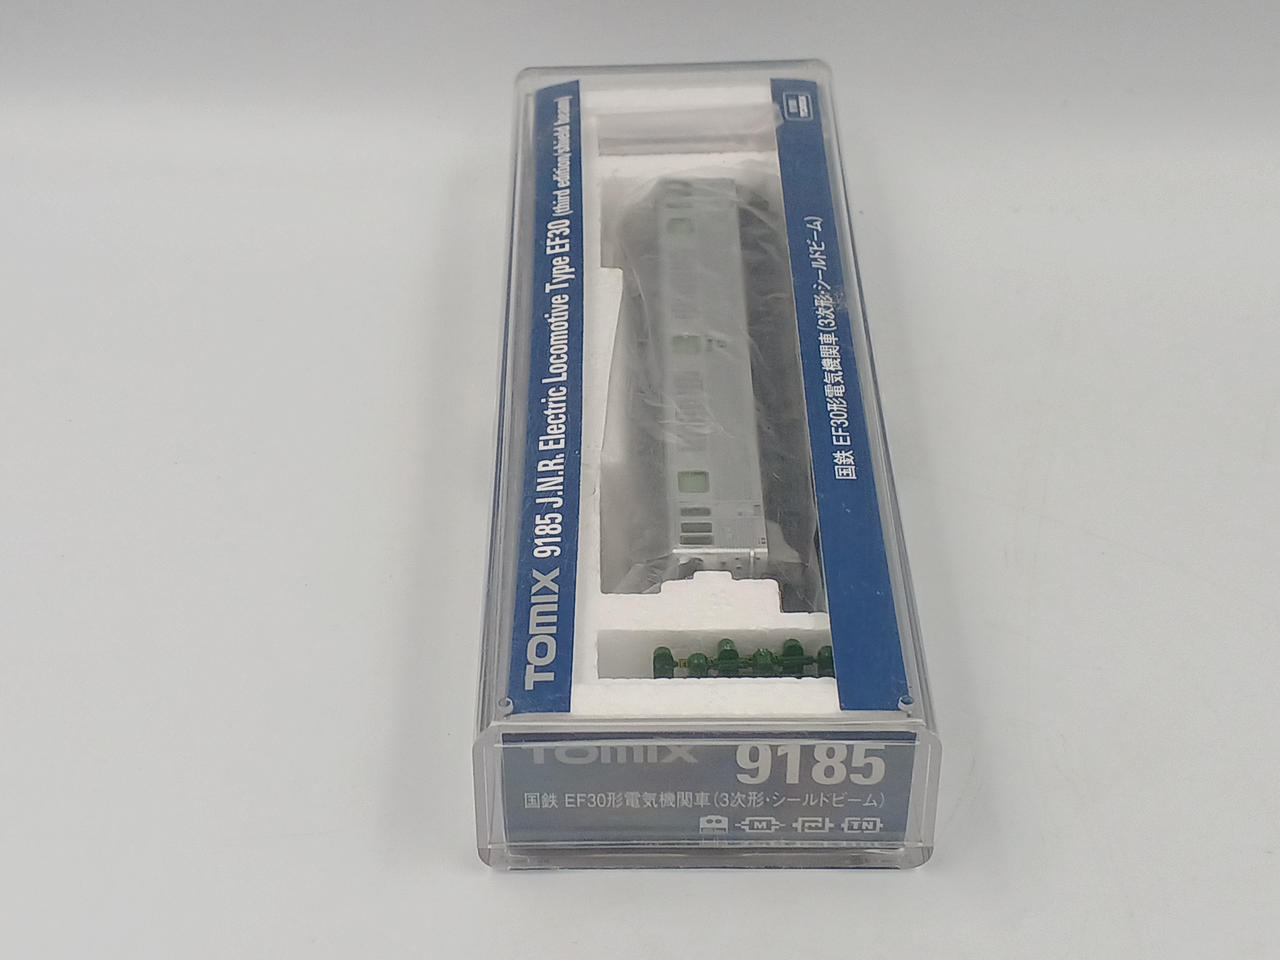 TOMIX 9185 J.N.R. Electric Locomotive Type EF30 (third edition/shield beam)
国鉄 EF30形電気機関車(3次形・シールドビーム)
TOMIX 9185
国鉄 EF30形電気機関車(3次形・シールドビーム)
M TN